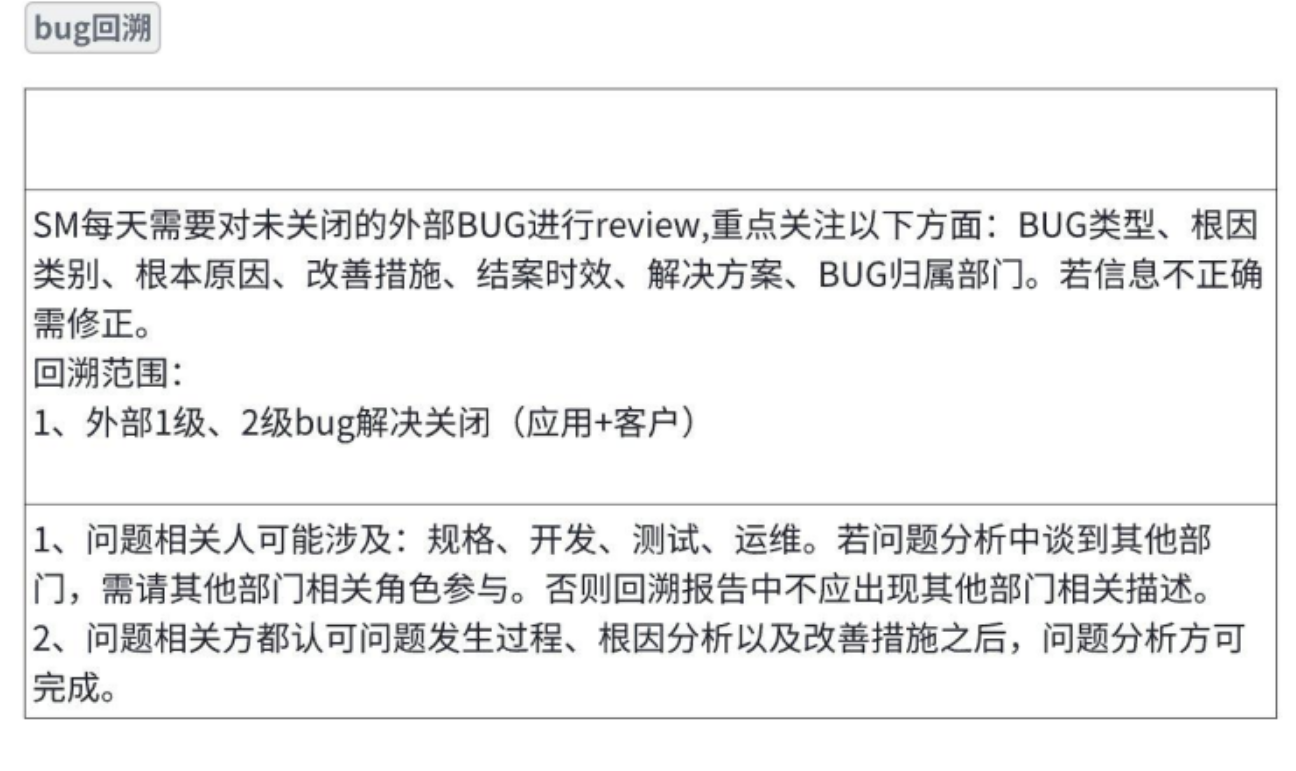 bug回溯
SM每天需要对未关闭的外部BUG进行review,重点关注以下方面：BUG类型、根因
类别、根本原因、改善措施、结案时效、解决方案、BUG归属部门。若信息不正确
需修正。
回溯范围：
1、外部1级、2级bug解决关闭（应用+客户）
1、问题相关人可能涉及：规格、开发、测试、运维。若问题分析中谈到其他部
门，需请其他部门相关角色参与。否则回溯报告中不应出现其他部门相关描述。
2、问题相关方都认可问题发生过程、根因分析以及改善措施之后，问题分析方可
完成。